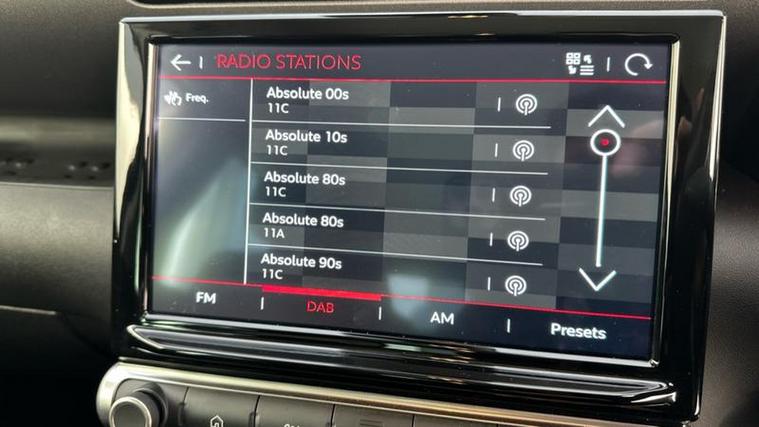 RADIO STATIONS
Freq.
Absolute 00s
11C
Absolute 10s
11C
Absolute 80s
11C
Absolute 80s
11A
Absolute 90s
11C
FM
DAB
AM
Presets